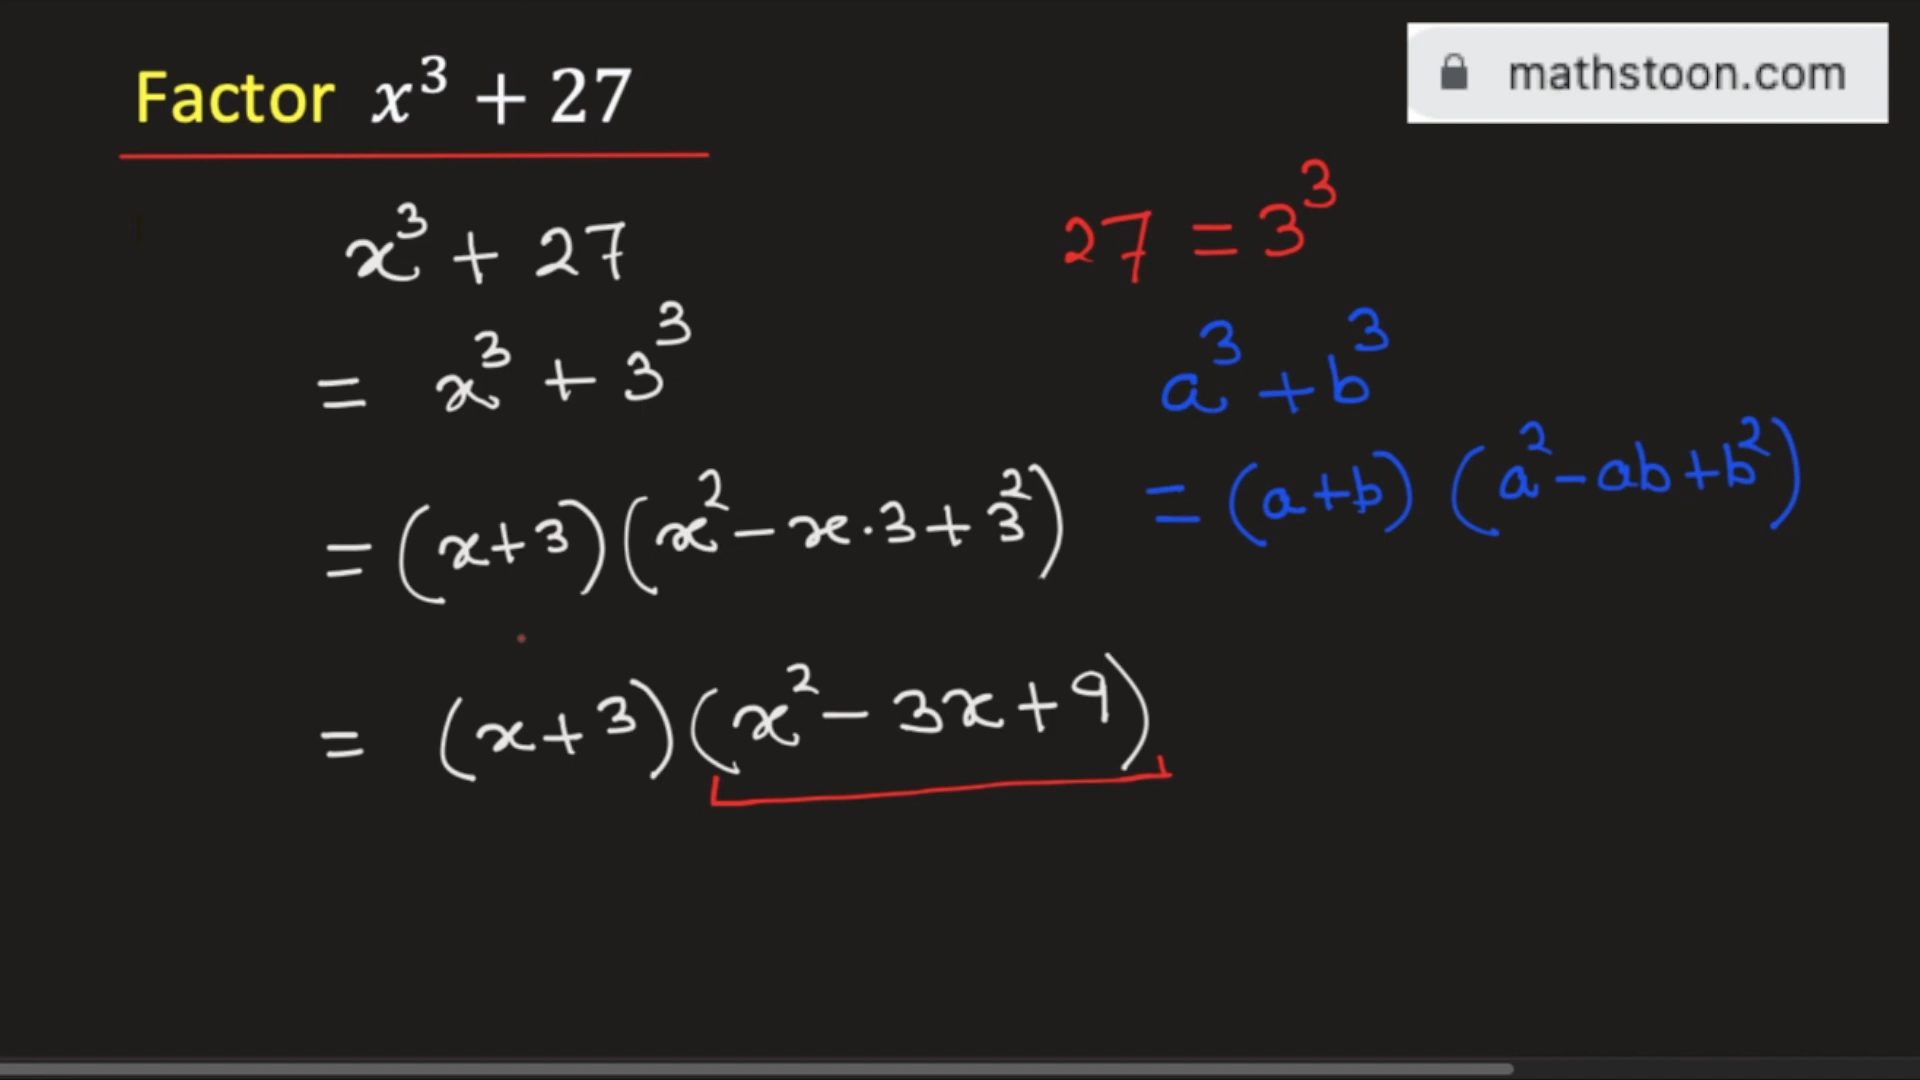 Factor x³ + 27
mathstoon.com
x³ + 27
= x³ + 3³
= (x+3)(x² - x·3 + 3²)
= (x+3)(x² - 3x + 9)
27 = 3³
a³ + b³
= (a+b) (a² - ab + b²)